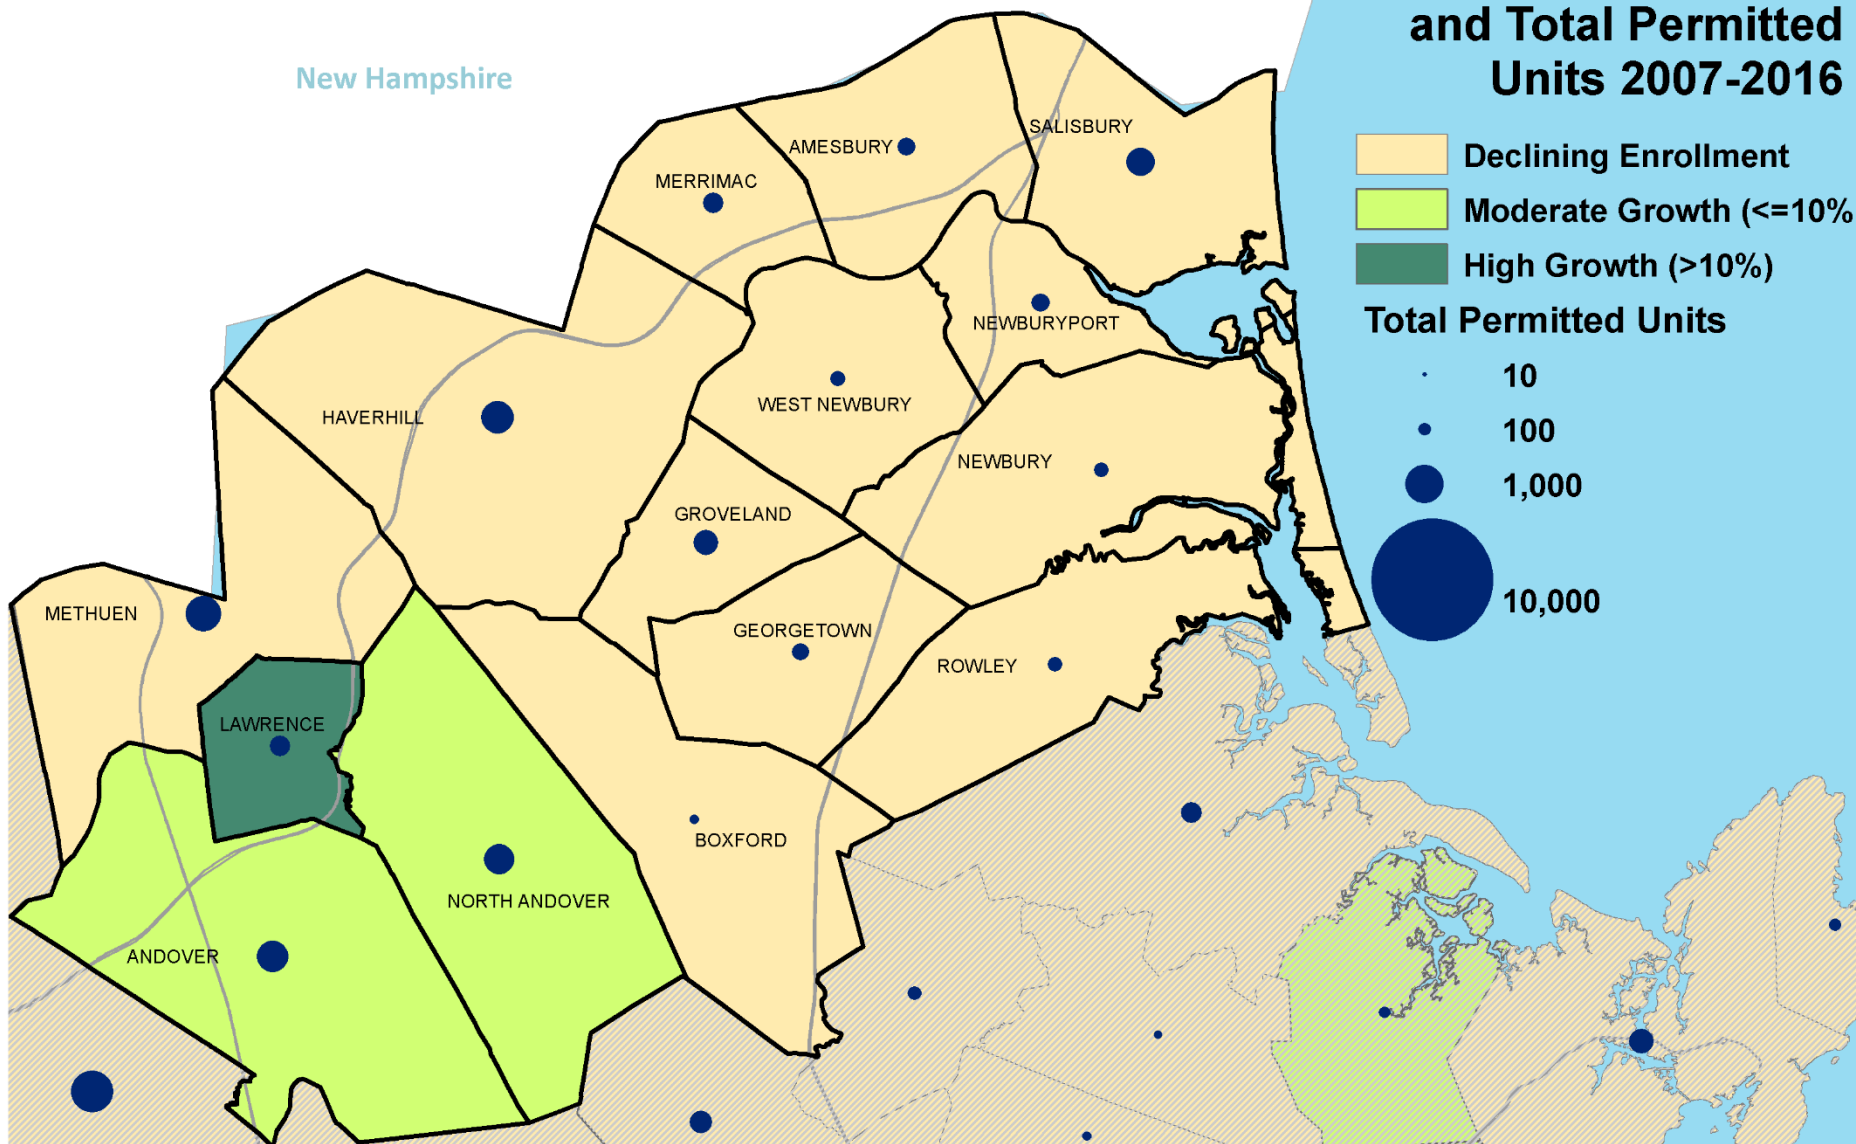 and Total Permitted
Units 2007-2016
New Hampshire
Declining Enrollment
Moderate Growth (<=10%
High Growth (>10%)
Total Permitted Units
10
100
1,000
10,000
SALISBURY
AMESBURY
MERRIMAC
NEWBURYPORT
WEST NEWBURY
HAVERHILL
NEWBURY
GROVELAND
METHUEN
GEORGETOWN
ROWLEY
LAWRENCE
BOXFORD
NORTH ANDOVER
ANDOVER